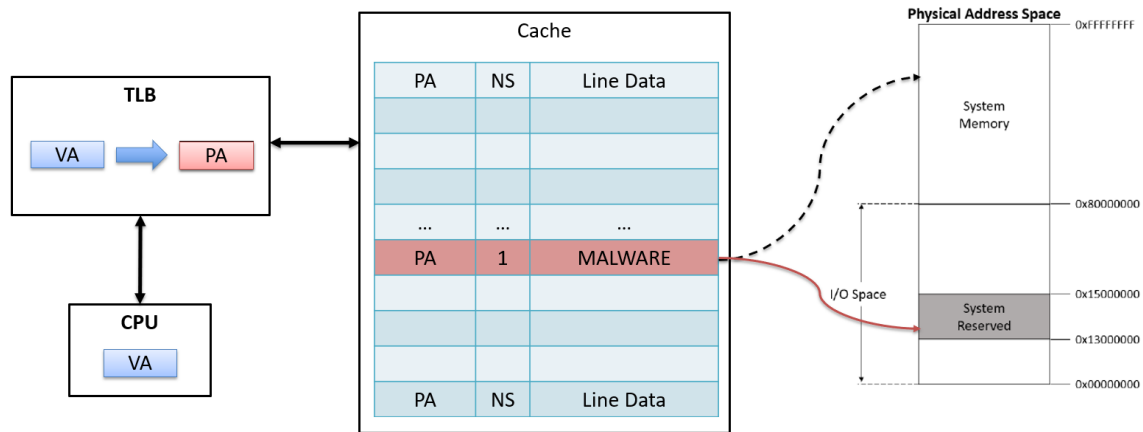 TLB
VA
PA
CPU
VA
Cache
PA NS Line Data
... ... ...
PA 1 MALWARE
PA NS Line Data
Physical Address Space
0xFFFFFFFF
System
Memory
0x80000000
I/O Space
0x15000000
System
Reserved
0x13000000
0x00000000